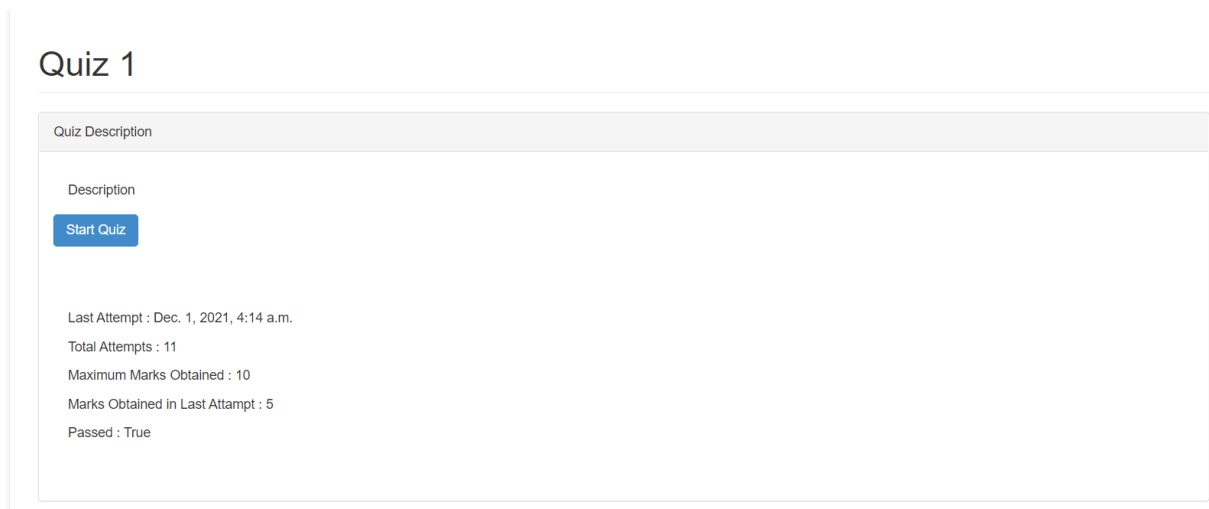 Quiz 1
Quiz Description
Description
Start Quiz
Last Attempt : Dec. 1, 2021, 4:14 a.m.
Total Attempts : 11
Maximum Marks Obtained : 10
Marks Obtained in Last Attampt : 5
Passed : True